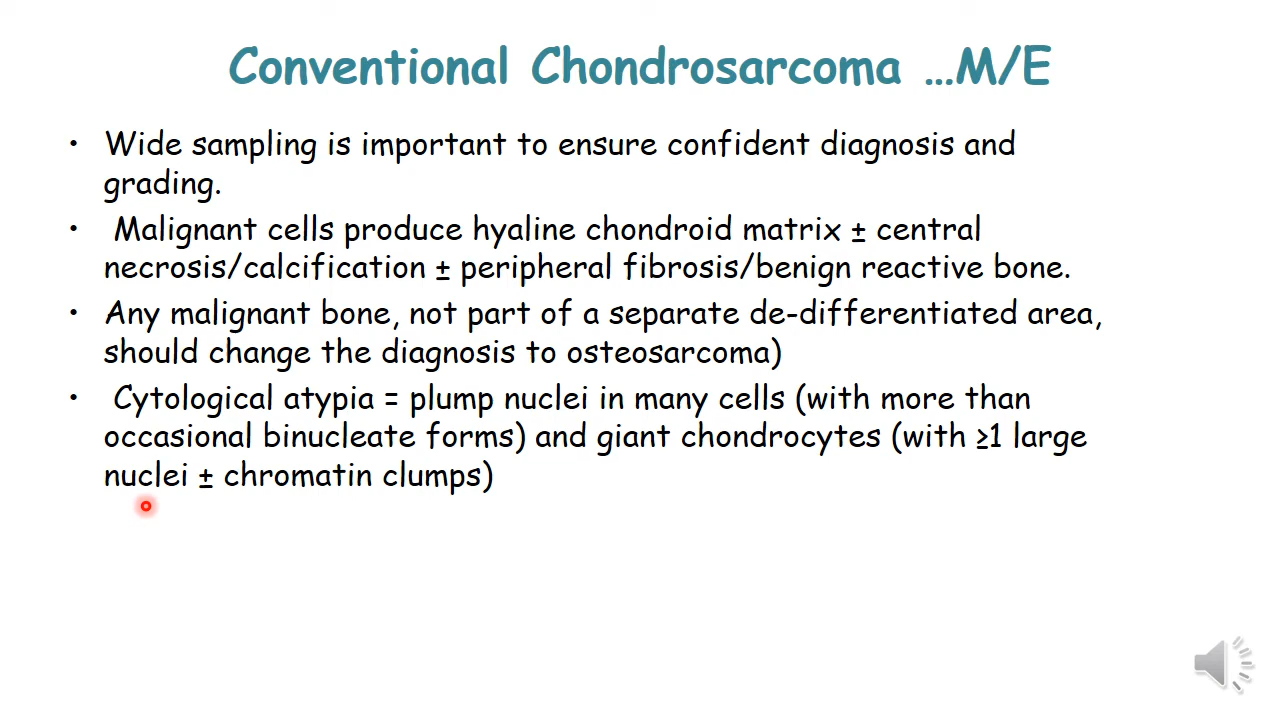 Conventional Chondrosarcoma …M/E
• Wide sampling is important to ensure confident diagnosis and
grading.
• Malignant cells produce hyaline chondroid matrix ± central
necrosis/calcification ± peripheral fibrosis/benign reactive bone.
• Any malignant bone, not part of a separate de-differentiated area,
should change the diagnosis to osteosarcoma)
• Cytological atypia = plump nuclei in many cells (with more than
occasional binucleate forms) and giant chondrocytes (with ≥1 large
nuclei ± chromatin clumps)